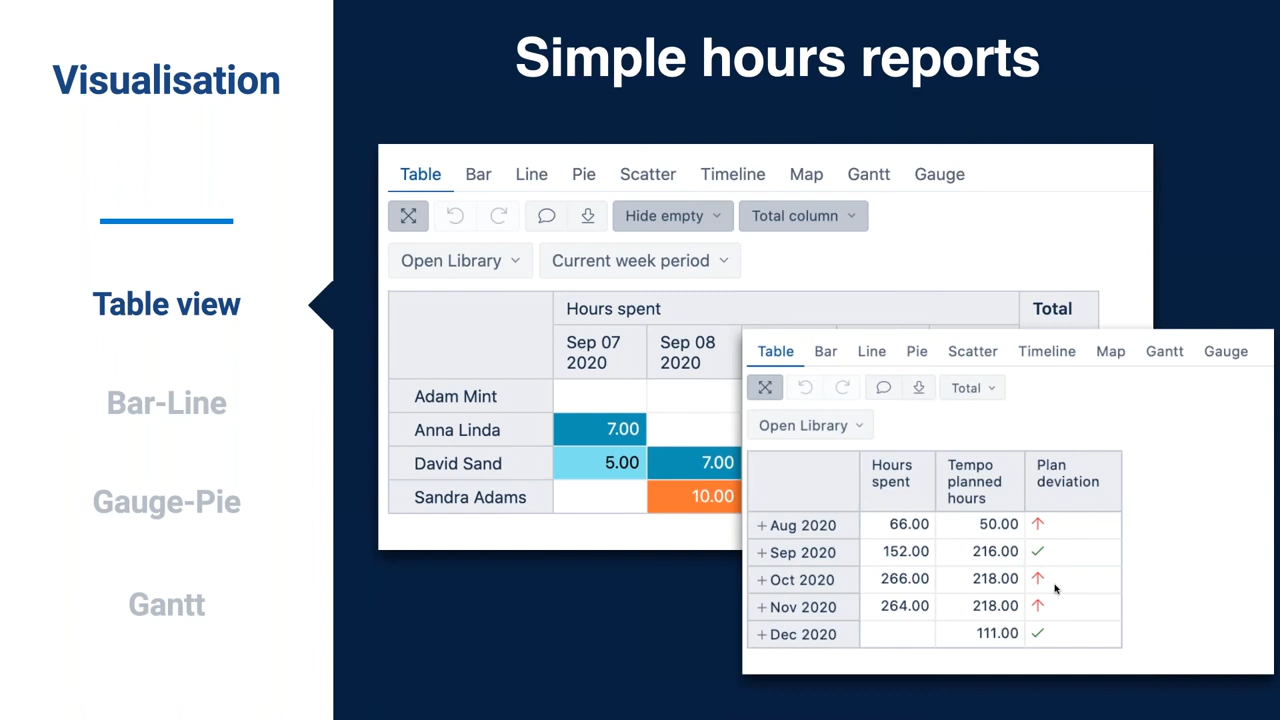 Visualisation
Table view
Bar-Line
Gauge-Pie
Gantt
Simple hours reports
Table Bar Line Pie Scatter Timeline Map Gantt Gauge
Hide empty Total column
Open Library Current week period
Hours spent Total
Sep 07 2020 Sep 08 2020
Adam Mint
Anna Linda 7.00
David Sand 5.00 7.00
Sandra Adams 10.00
Table Bar Line Pie Scatter Timeline Map Gantt Gauge
Total
Open Library
Hours spent Tempo planned hours Plan deviation
+ Aug 2020 66.00 50.00 ↑
+ Sep 2020 152.00 216.00 ✓
+ Oct 2020 266.00 218.00 ↑
+ Nov 2020 264.00 218.00 ↑
+ Dec 2020 111.00 ✓